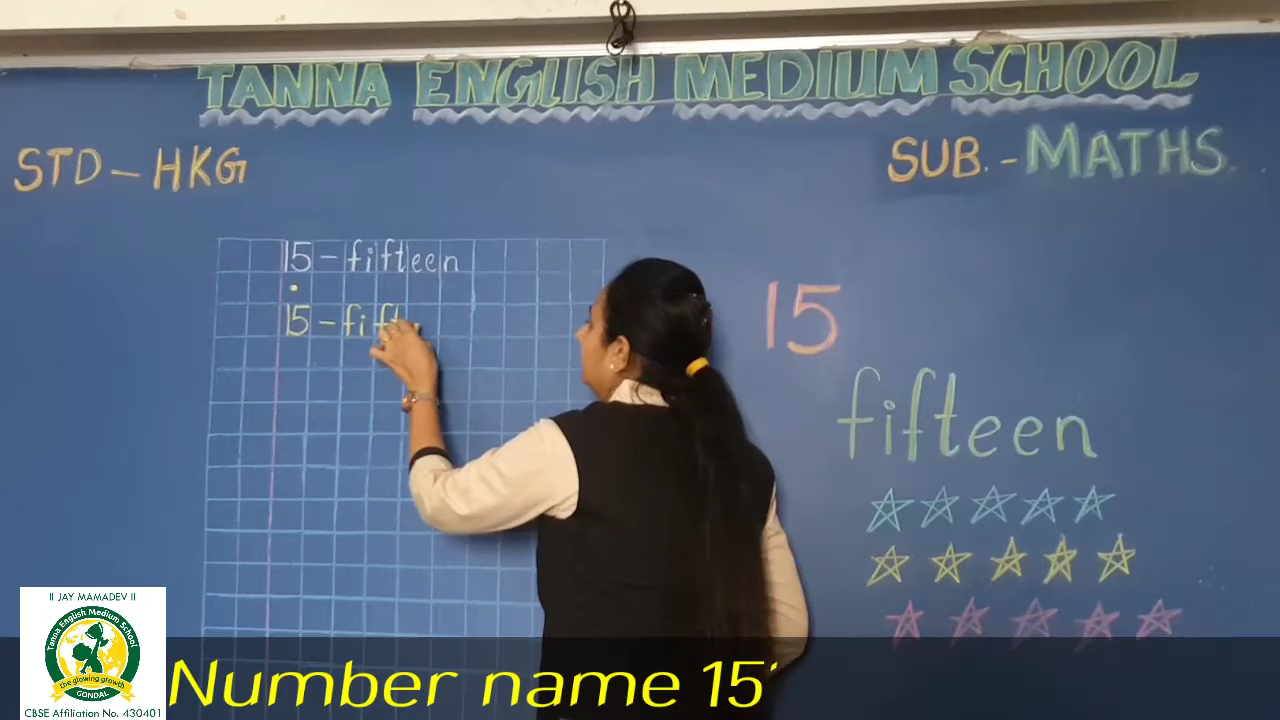 TANNA ENGLISH MEDIUM SCHOOL
STD - HKG
SUB. - MATHS
15 - fifteen
15 - fift
15
fifteen
II JAY MAMADEV II
Tanna English Medium School
the glowing growing
GONDAL
CBSE Affiliation No. 430401
Number name 15'